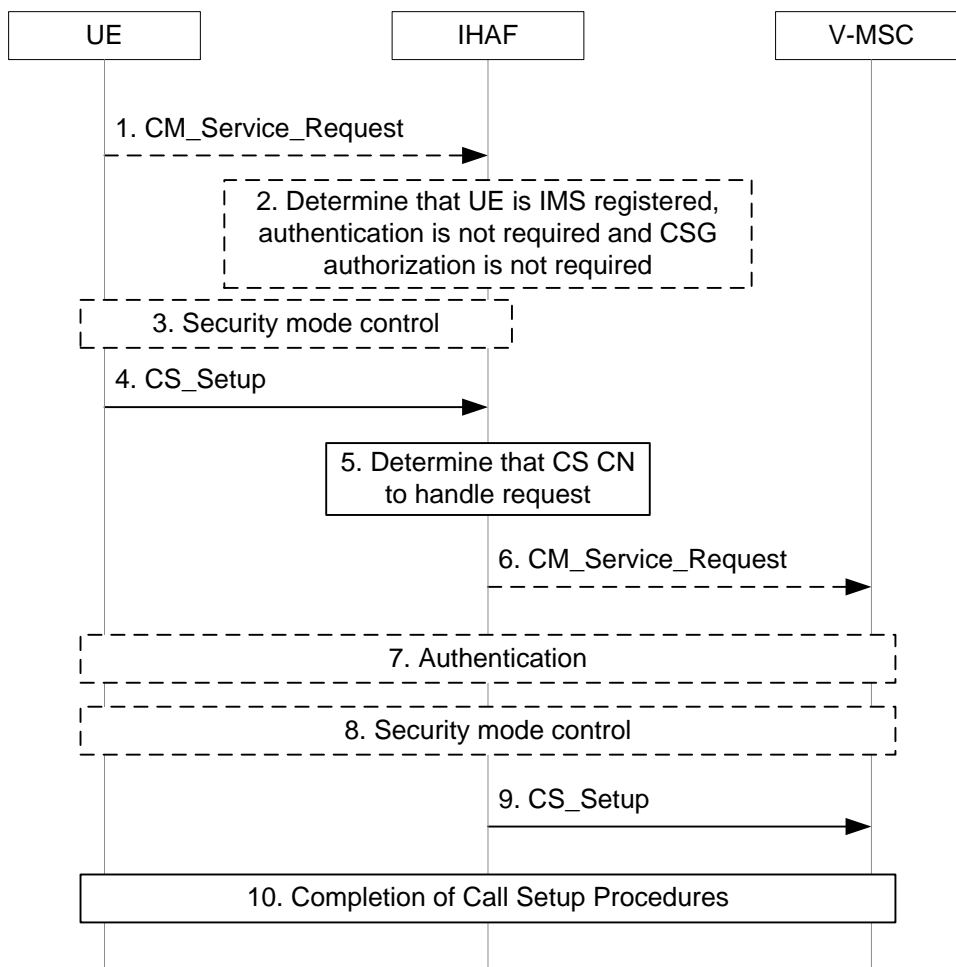 UE
IHAF
V-MSC
1. CM_Service_Request
2. Determine that UE is IMS registered,
authentication is not required and CSG
authorization is not required
3. Security mode control
4. CS_Setup
5. Determine that CS CN
to handle request
6. CM_Service_Request
7. Authentication
8. Security mode control
9. CS_Setup
10. Completion of Call Setup Procedures